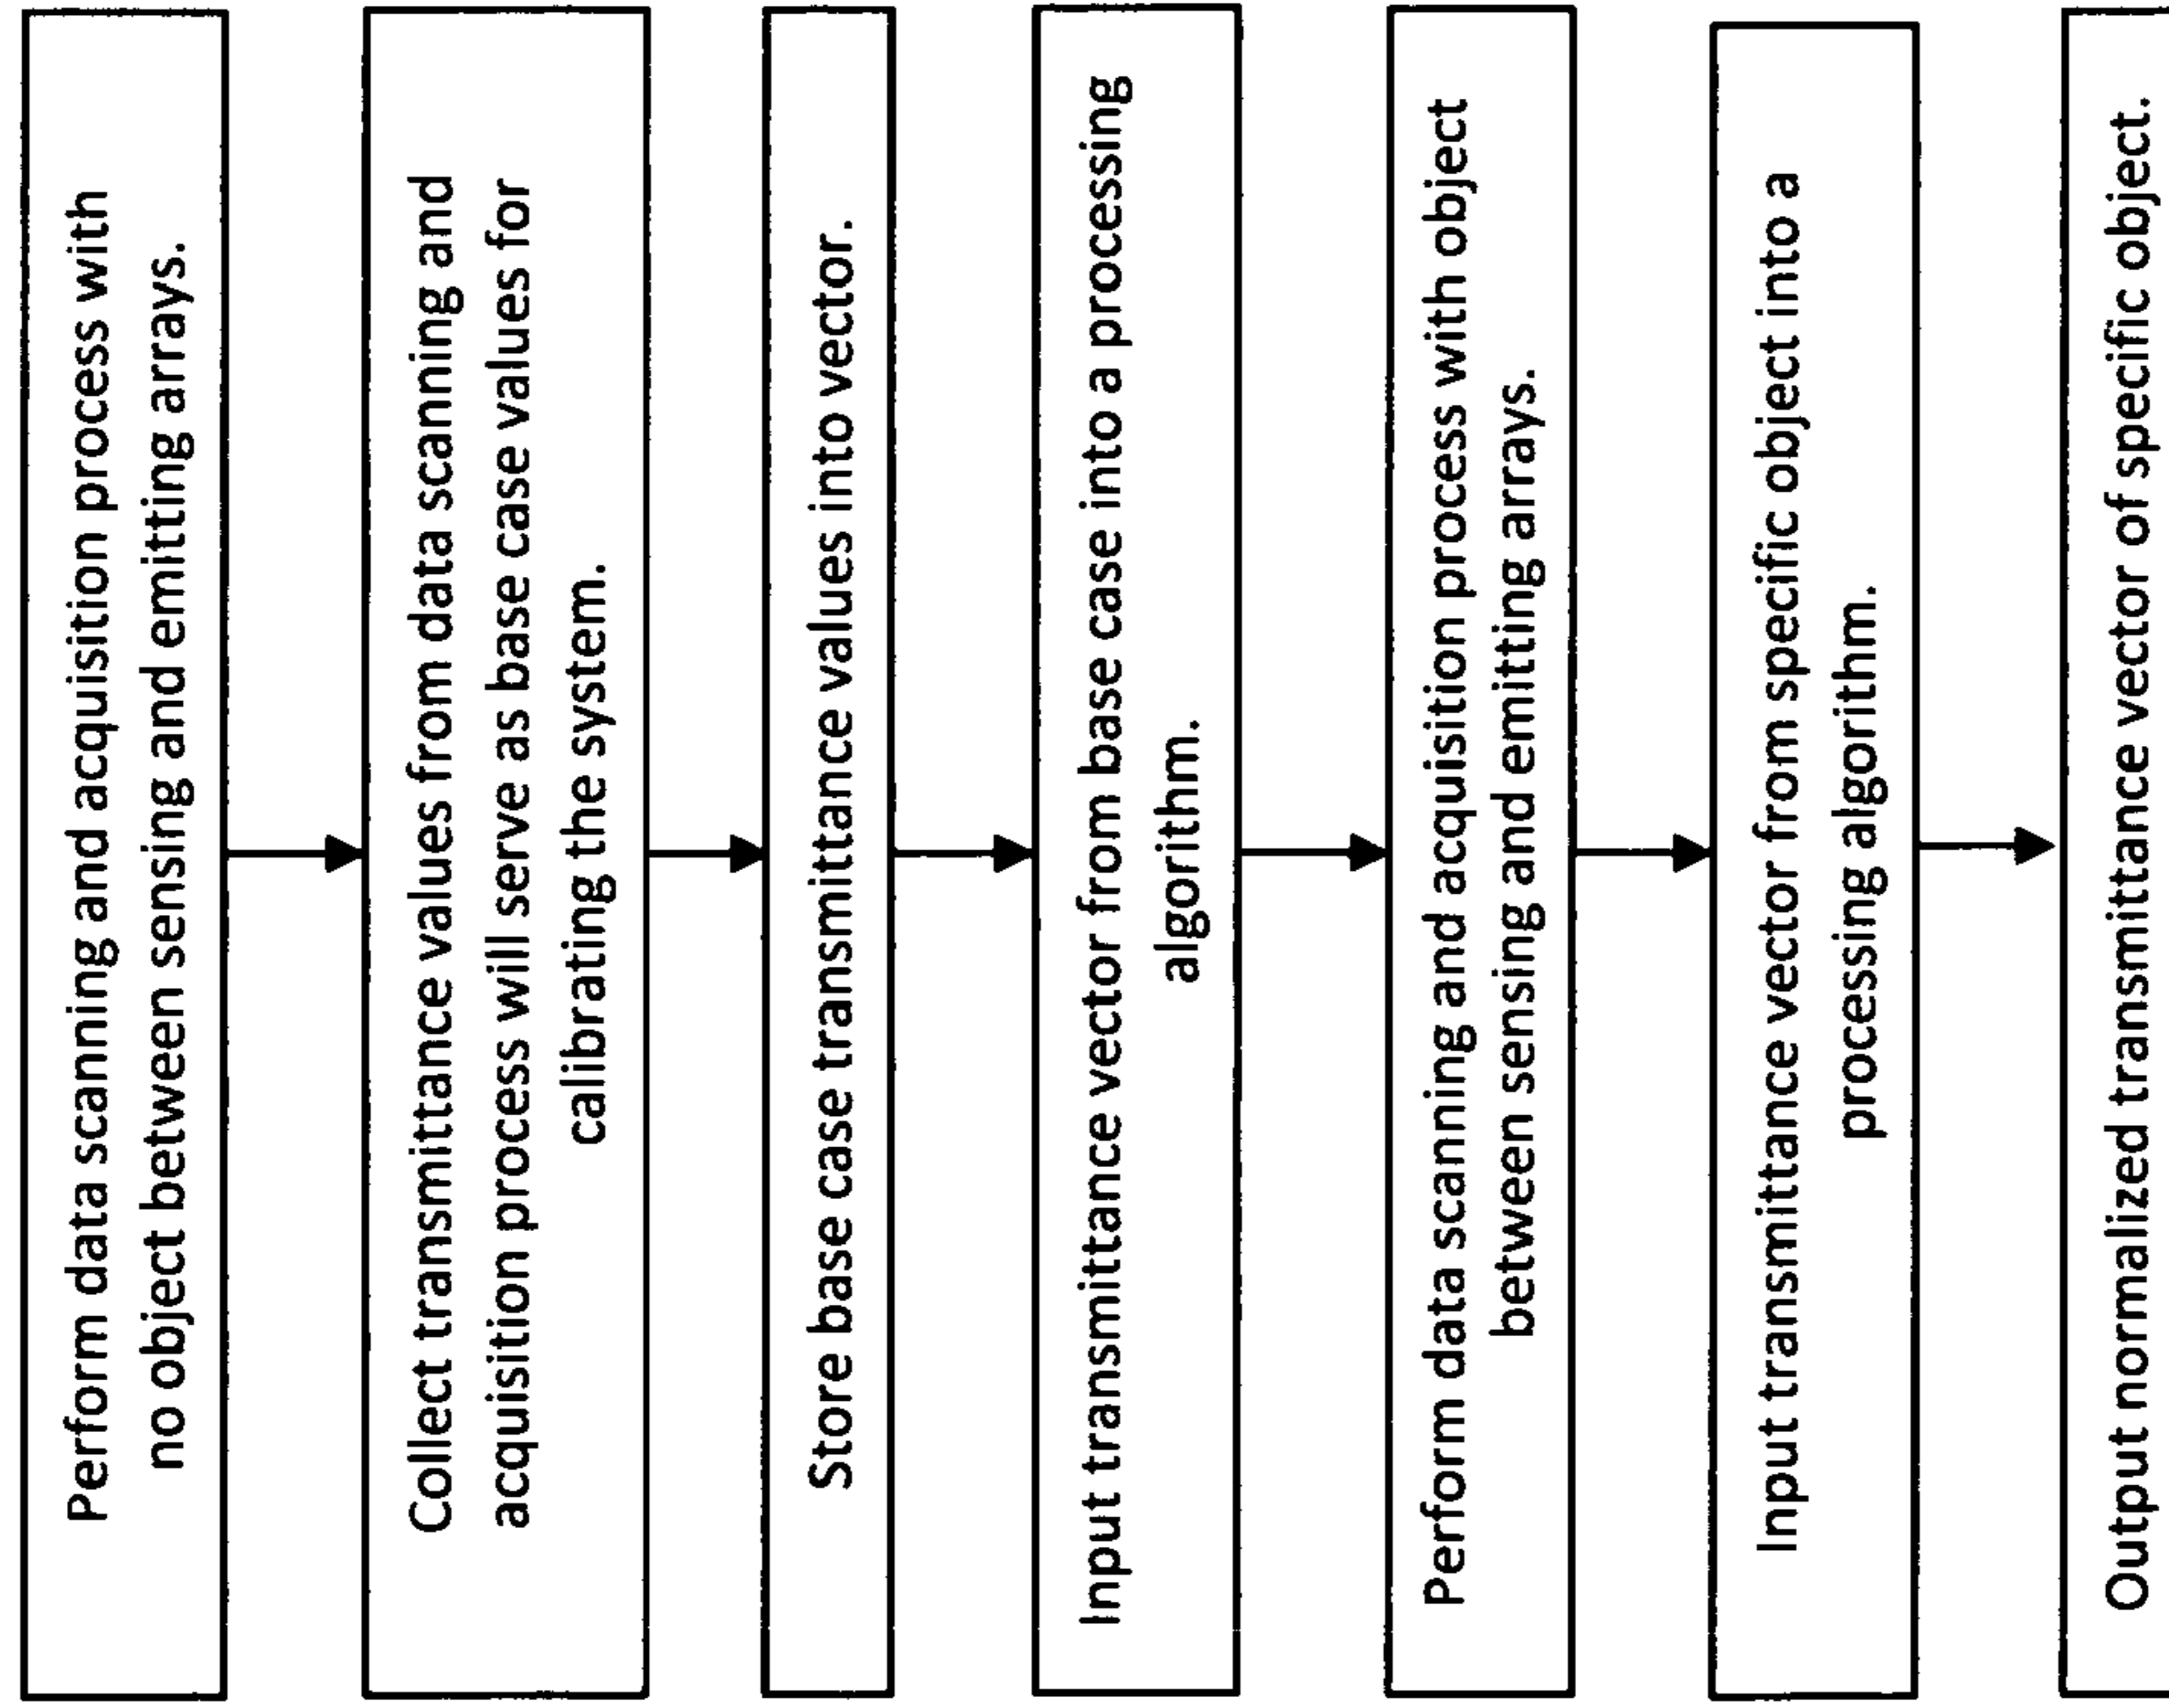 Perform data scanning and acquisition process with
no object between sensing and emitting arrays.
Collect transmittance values from data scanning and
acquisition process will serve as base case values for
calibrating the system.
Store base case transmittance values into vector.
Input transmittance vector from base case into a processing
algorithm.
Perform data scanning and acquisition process with object
between sensing and emitting arrays.
Input transmittance vector from specific object into a
processing algorithm.
Output normalized transmittance vector of specific object.